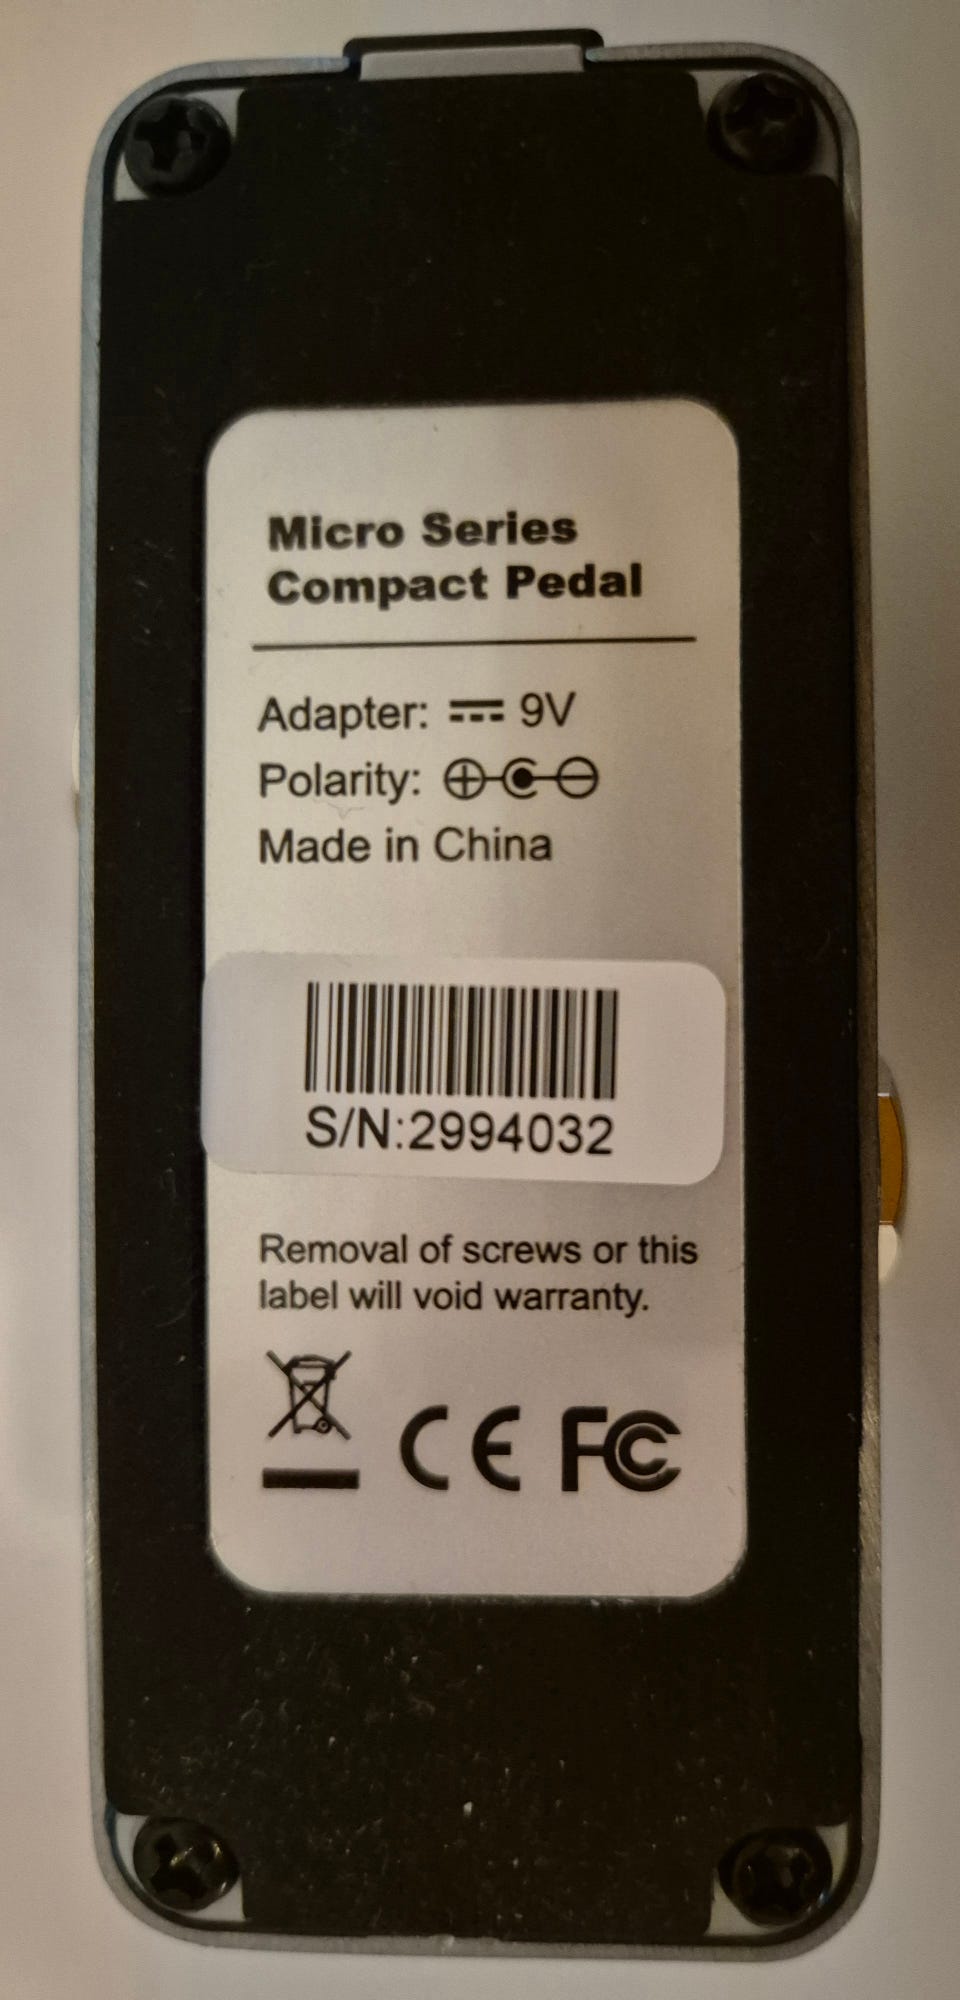 Micro Series
Compact Pedal
Adapter: 9V
Polarity:
Made in China
S/N:2994032
Removal of screws or this
label will void warranty.
CE FC